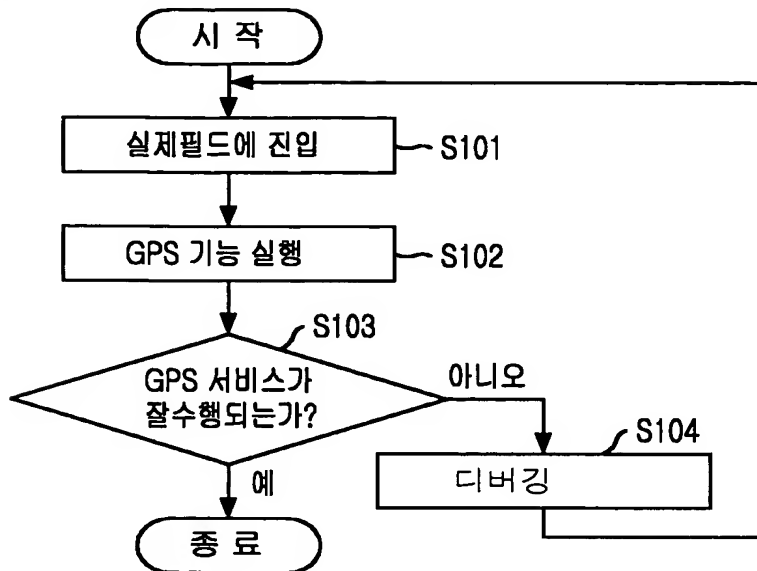 시 작
실제필드에 진입
S101
GPS 기능 실행
S102
S103
GPS 서비스가
잘수행되는가?
아니오
예
S104
디버깅
종 료